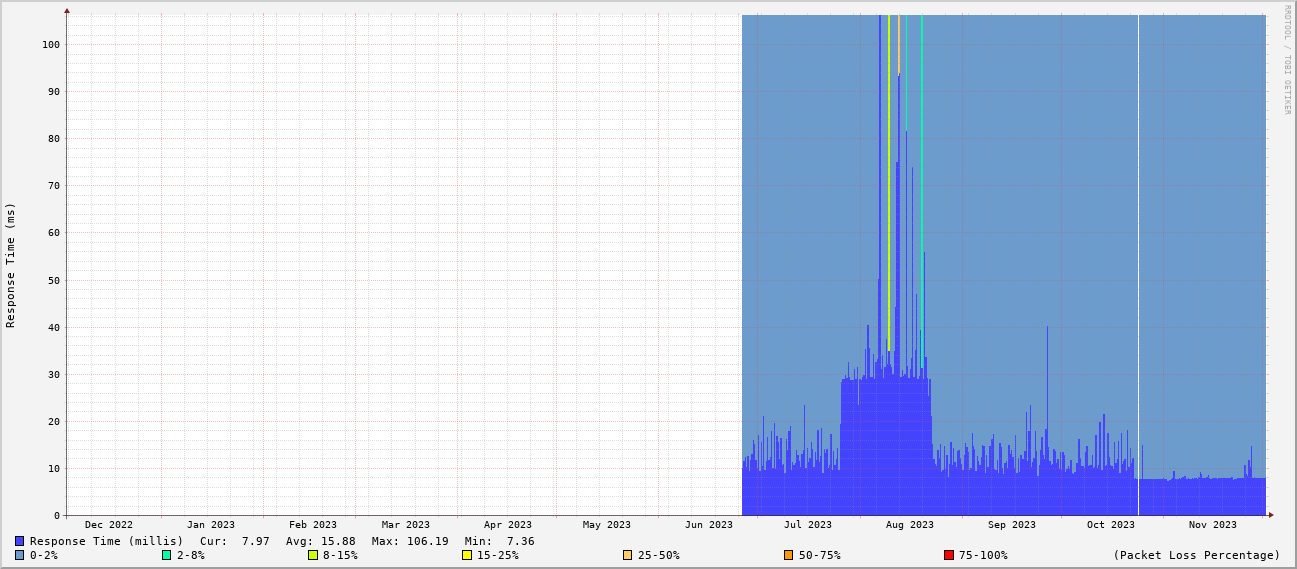 RRDTOOL / TOBI OETIKER
Response Time (ms)
100
90
80
70
60
50
40
30
20
10
0
Dec 2022 Jan 2023 Feb 2023 Mar 2023 Apr 2023 May 2023 Jun 2023 Jul 2023 Aug 2023 Sep 2023 Oct 2023 Nov 2023
Response Time (millis) Cur: 7.97 Avg: 15.88 Max: 106.19 Min: 7.36
0-2% 2-8% 8-15% 15-25% 25-50% 50-75% 75-100% (Packet Loss Percentage)